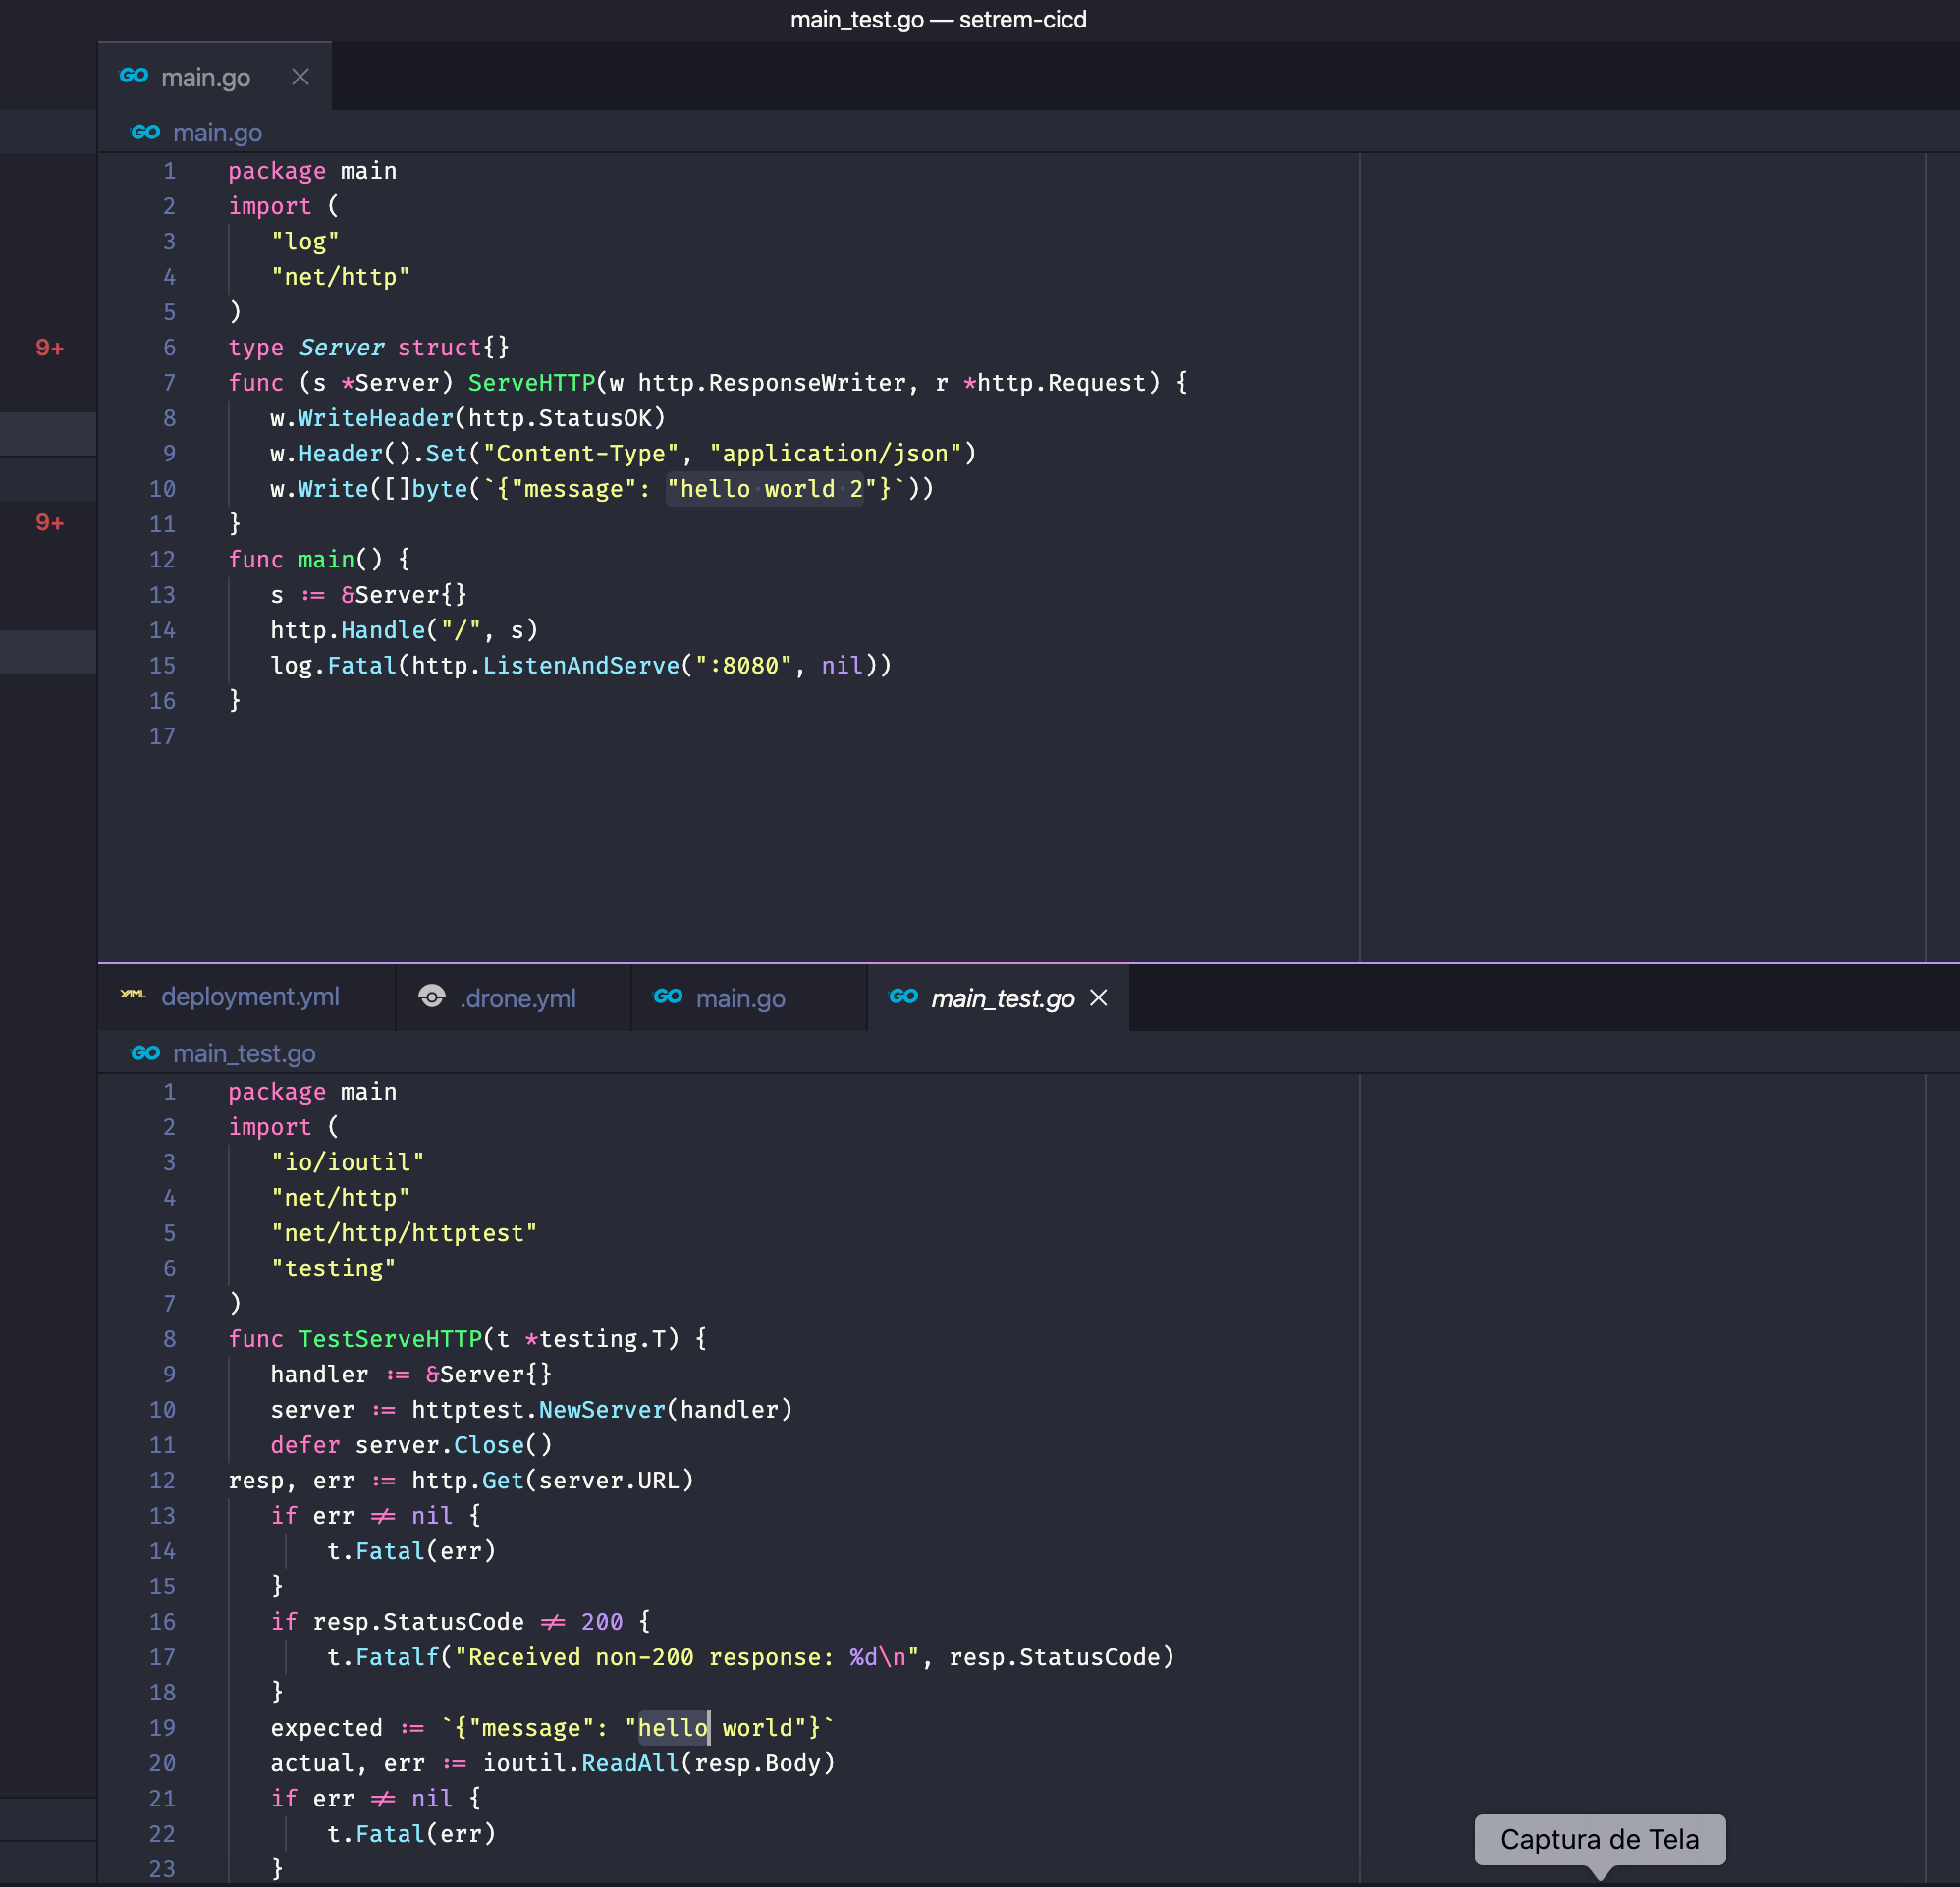 main_test.go — setrem-cicd
GO main.go
GO main.go
1 package main
2 import (
3 "log"
4 "net/http"
5 )
9+
6 type Server struct{}
7 func (s *Server) ServeHTTP(w http.ResponseWriter, r *http.Request) {
8 w.WriteHeader(http.StatusOK)
9 w.Header().Set("Content-Type", "application/json")
10 w.Write([]byte(`{"message": "hello world 2"}`))
9+
11 }
12 func main() {
13 s := &Server{}
14 http.Handle("/", s)
15 log.Fatal(http.ListenAndServe(":8080", nil))
16 }
17
YAML deployment.yml
.drone.yml
GO main.go
GO main_test.go
GO main_test.go
1 package main
2 import (
3 "io/ioutil"
4 "net/http"
5 "net/http/httptest"
6 "testing"
7 )
8 func TestServeHTTP(t *testing.T) {
9 handler := &Server{}
10 server := httptest.NewServer(handler)
11 defer server.Close()
12 resp, err := http.Get(server.URL)
13 if err != nil {
14 t.Fatal(err)
15 }
16 if resp.StatusCode != 200 {
17 t.Fatalf("Received non-200 response: %d\n", resp.StatusCode)
18 }
19 expected := `{"message": "hello world"}`
20 actual, err := ioutil.ReadAll(resp.Body)
21 if err != nil {
22 t.Fatal(err)
23 }
Captura de Tela